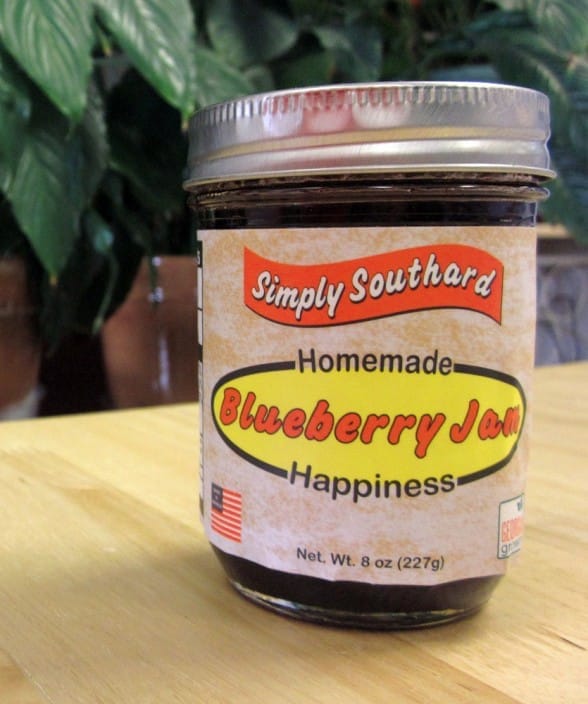 Simply Southard
Homemade
Blueberry Jam
Happiness
Net. Wt. 8 oz (227g)